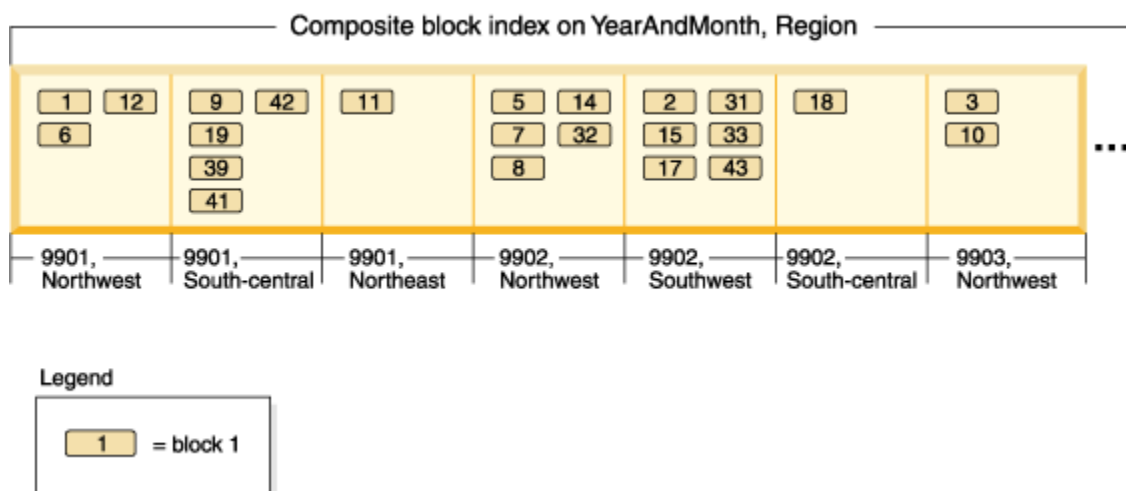 Composite block index on YearAndMonth, Region
1 12 9 42 11 5 14 2 31 18 3
6 19 7 32 15 33 10 ...
39 8 17 43
41
9901, 9901, 9901, 9902, 9902, 9902, 9903,
Northwest South-central Northeast Northwest Southwest South-central Northwest
Legend
1 = block 1